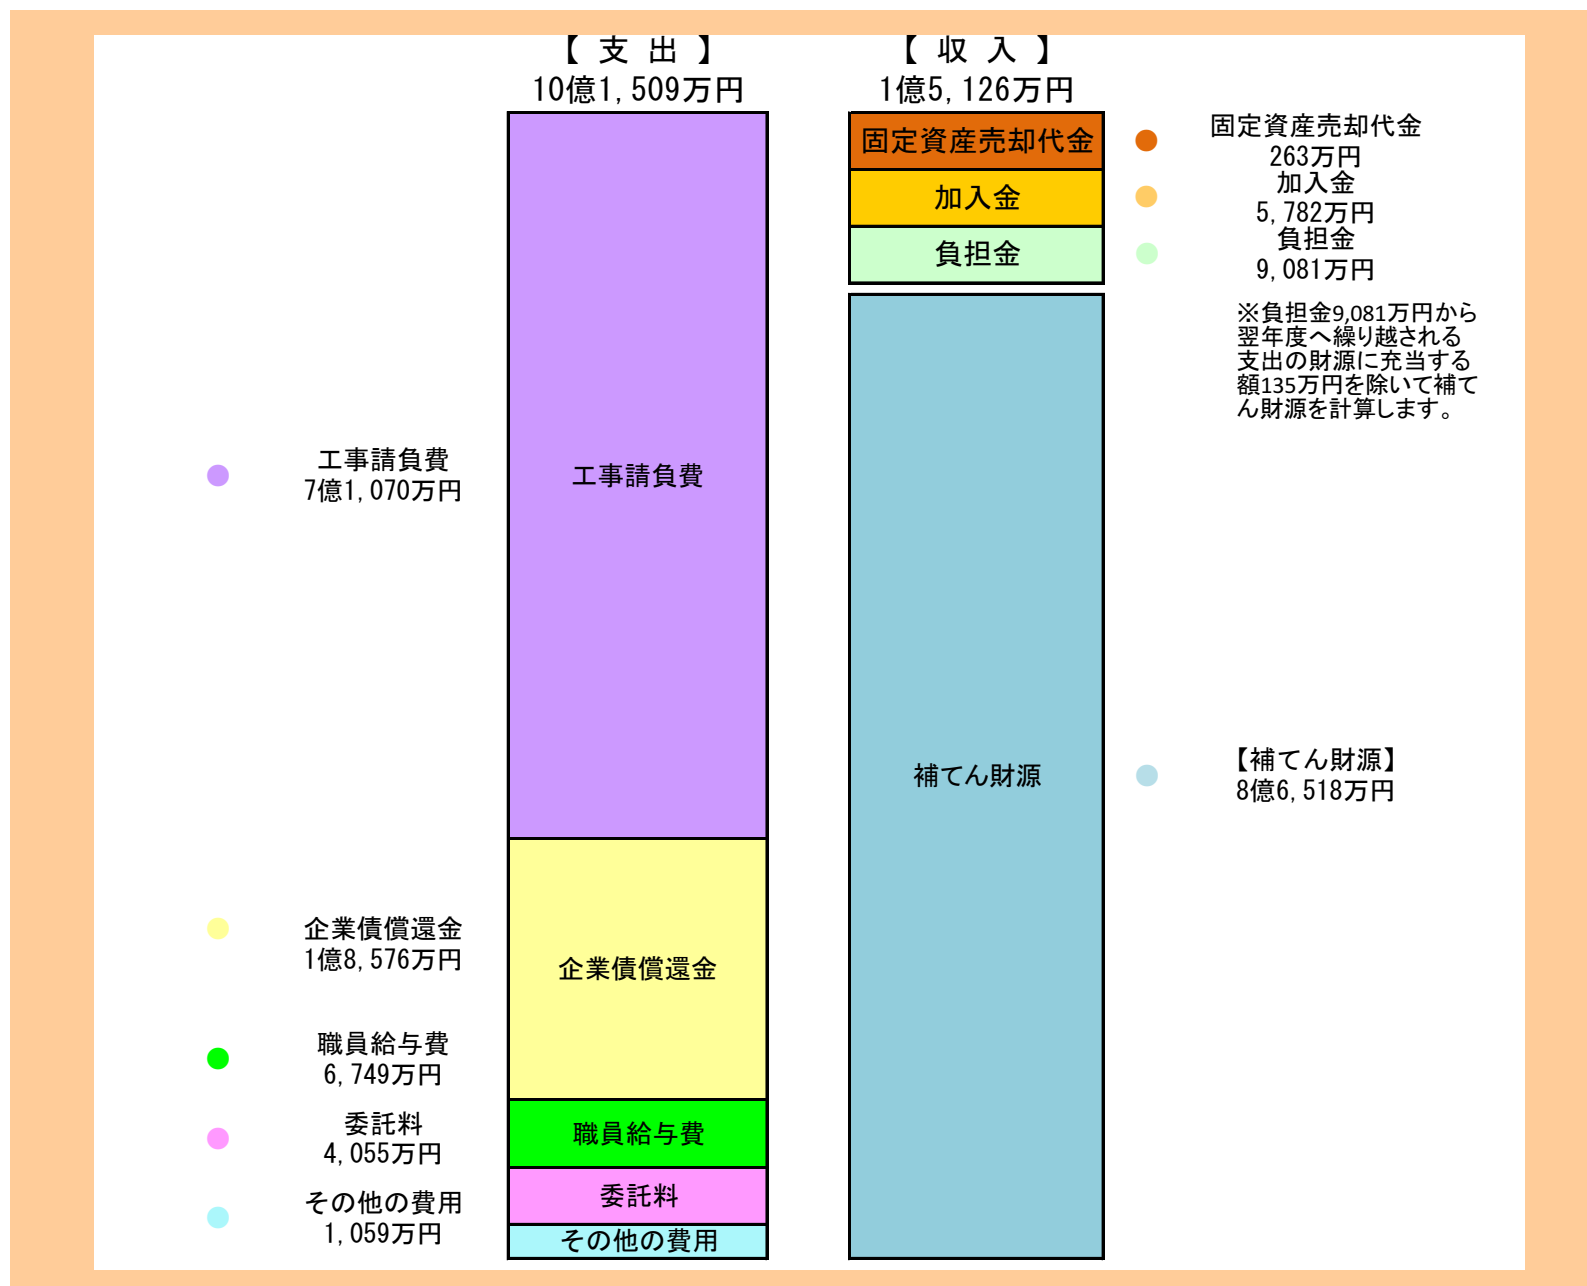 【 支 出 】
10億1,509万円
【 収 入 】
1億5,126万円
工事請負費
7億1,070万円
企業債償還金
1億8,576万円
職員給与費
6,749万円
委託料
4,055万円
その他の費用
1,059万円
工事請負費
企業債償還金
職員給与費
委託料
その他の費用
固定資産売却代金
加入金
負担金
補てん財源
固定資産売却代金
263万円
加入金
5,782万円
負担金
9,081万円
※負担金9,081万円から
翌年度へ繰り越される
支出の財源に充当する
額135万円を除いて補て
ん財源を計算します。
【補てん財源】
8億6,518万円